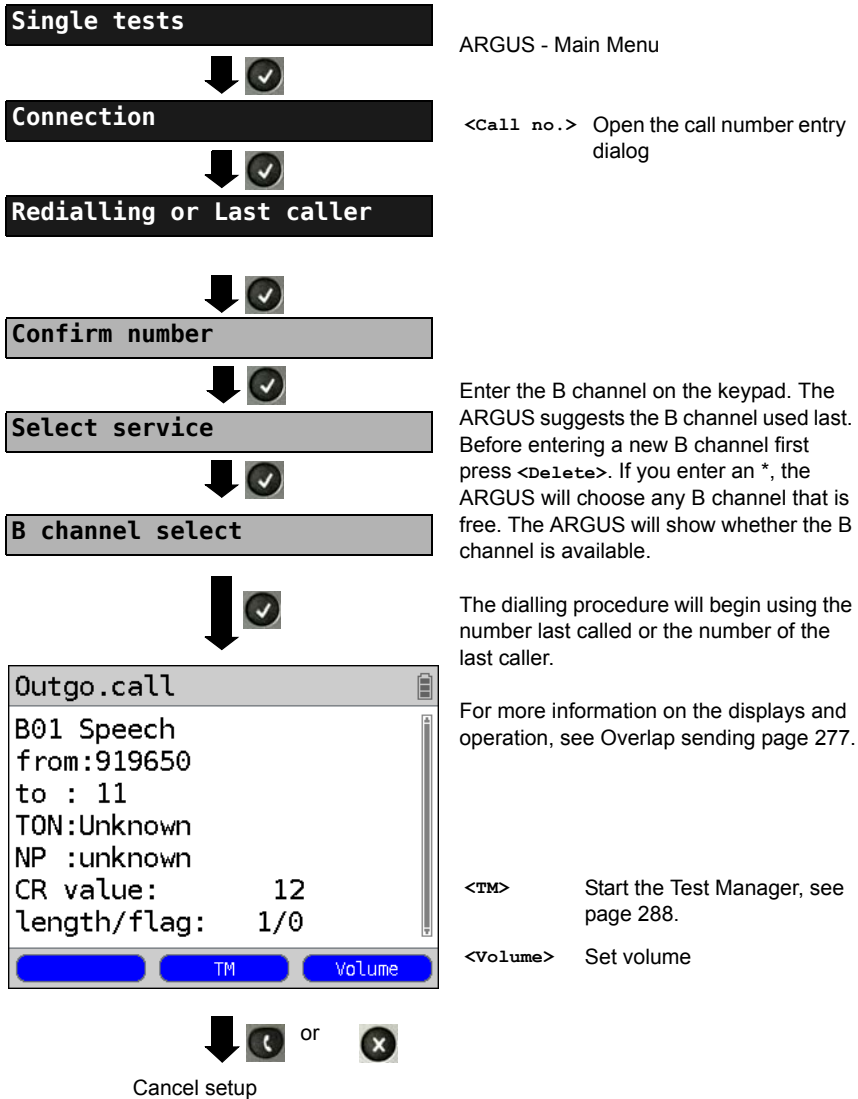 Single tests
ARGUS - Main Menu
Connection
<Call no.> Open the call number entry
dialog
Redialling or Last caller
Confirm number
Select service
B channel select
Enter the B channel on the keypad. The
ARGUS suggests the B channel used last.
Before entering a new B channel first
press <Delete>. If you enter an *, the
ARGUS will choose any B channel that is
free. The ARGUS will show whether the B
channel is available.
The dialling procedure will begin using the
number last called or the number of the
last caller.
For more information on the displays and
operation, see Overlap sending page 277.
Outgo.call
B01 Speech
from:919650
to : 11
TON:Unknown
NP :unknown
CR value: 12
length/flag: 1/0
TM Volume
<TM> Start the Test Manager, see
page 288.
<Volume> Set volume
or
Cancel setup